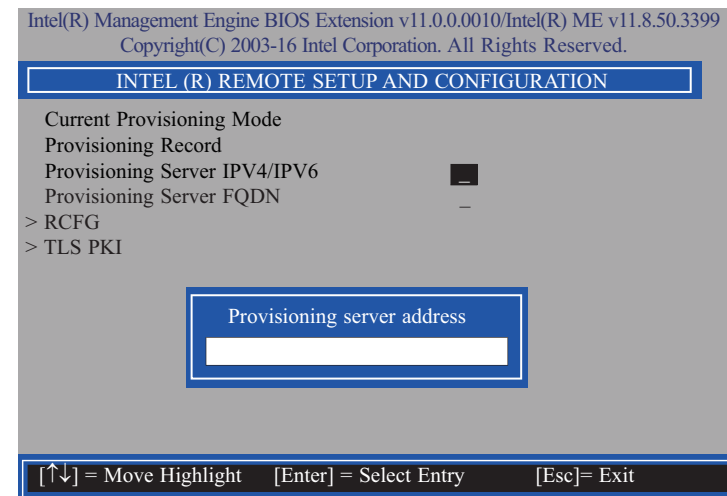 Intel(R) Management Engine BIOS Extension v11.0.0.0010/Intel(R) ME v11.8.50.3399
Copyright(C) 2003-16 Intel Corporation. All Rights Reserved.
INTEL (R) REMOTE SETUP AND CONFIGURATION
Current Provisioning Mode
Provisioning Record
Provisioning Server IPV4/IPV6 _
Provisioning Server FQDN _
> RCFG
> TLS PKI
Provisioning server address
[↑↓] = Move Highlight [Enter] = Select Entry [Esc]= Exit